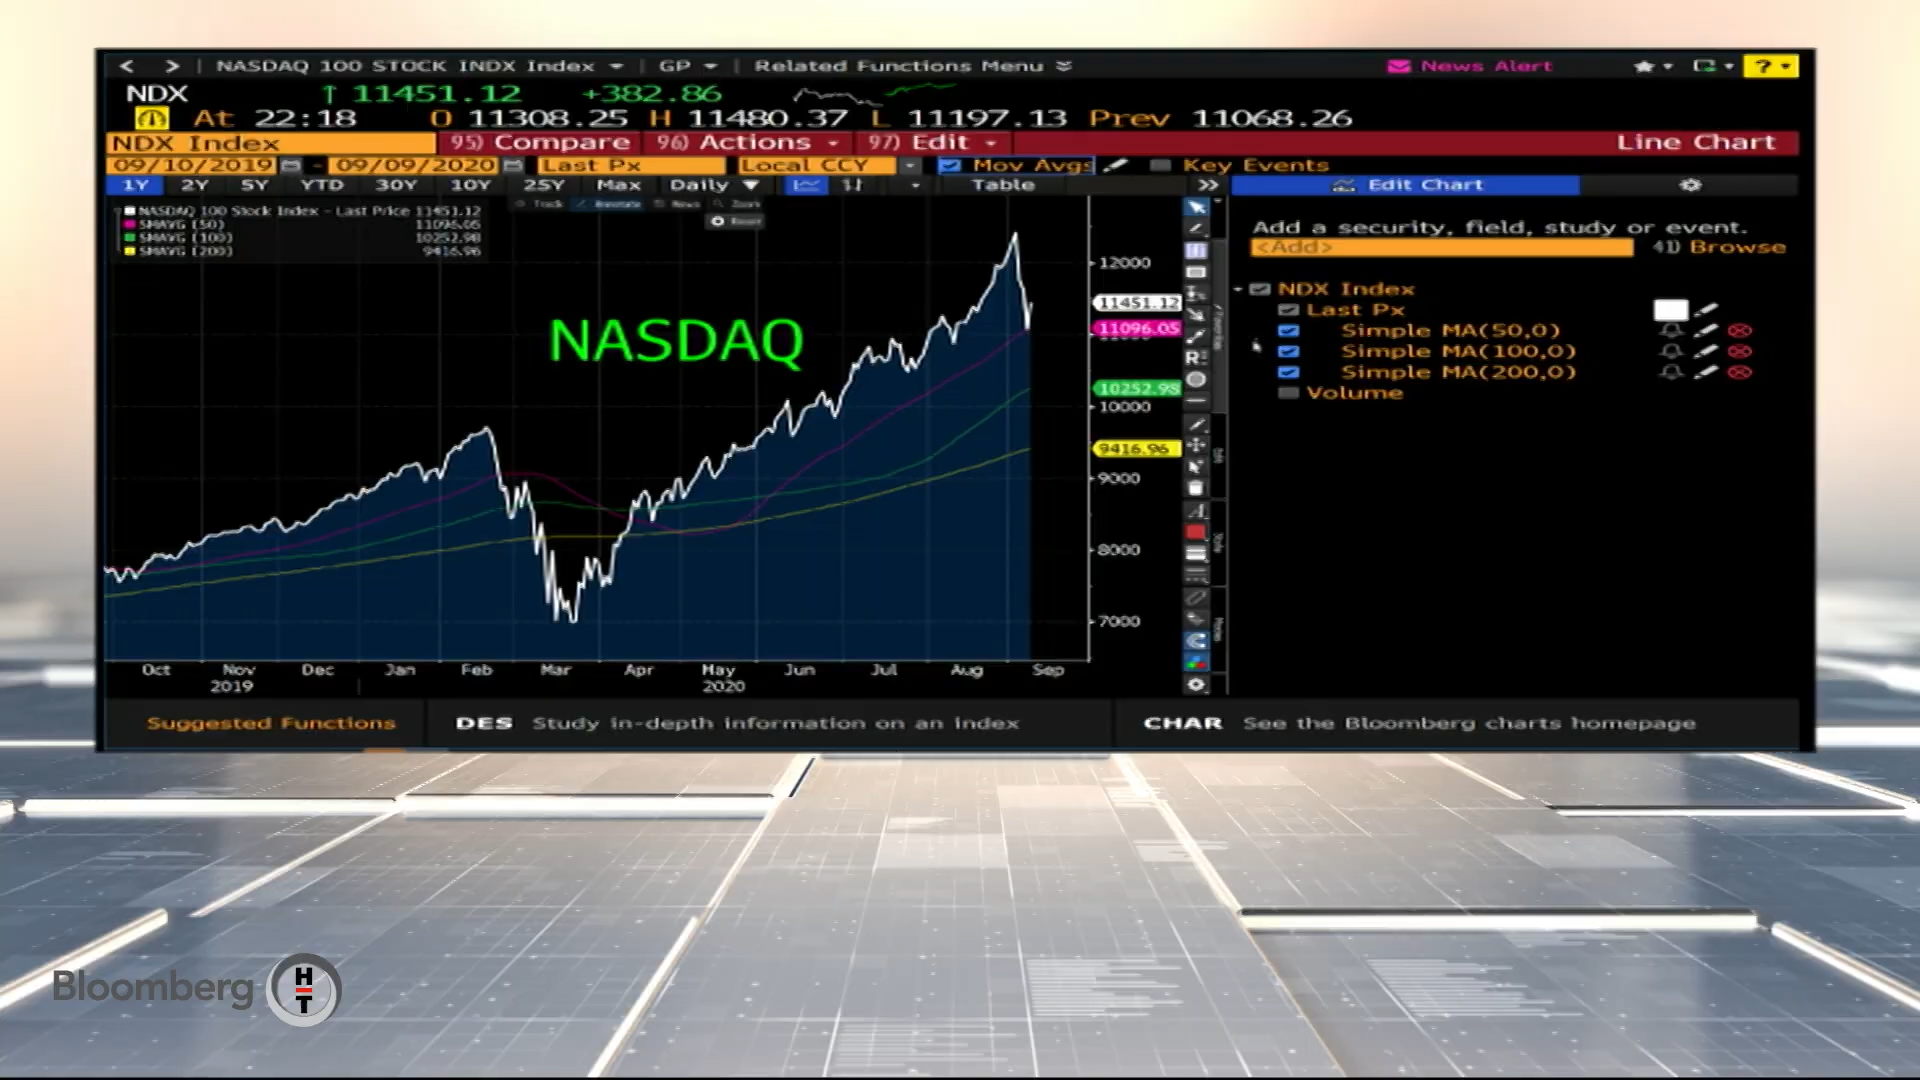 NASDAQ 100 STOCK INDX Index GP Related Functions Menu News Alert ?
NDX 11451.12 +382.86
At 22:18 O 11308.25 H 11480.37 L 11197.13 Prev 11068.26
NDX Index 95) Compare 96) Actions 97) Edit Line Chart
09/10/2019 - 09/09/2020 Last Px Local CCY Mov Avgs Key Events
1Y 2Y 5Y YTD 30Y 10Y 25Y Max Daily Table Edit Chart
Track Annotate News Zoom
Reset
NASDAQ 100 Stock Index - Last Price 11451.12
SMAVG (50) 11096.05
SMAVG (100) 10252.98
SMAVG (200) 9416.96
NASDAQ
12000
11451.12
11096.05
10252.98
10000
9416.96
9000
8000
7000
Oct Nov Dec Jan Feb Mar Apr May Jun Jul Aug Sep
2019 2020
Add a security, field, study or event.
<Add> 41) Browse
NDX Index
Last Px
Simple MA(50,0)
Simple MA(100,0)
Simple MA(200,0)
Volume
Suggested Functions DES Study in-depth information on an index CHAR See the Bloomberg charts homepage
Bloomberg HT